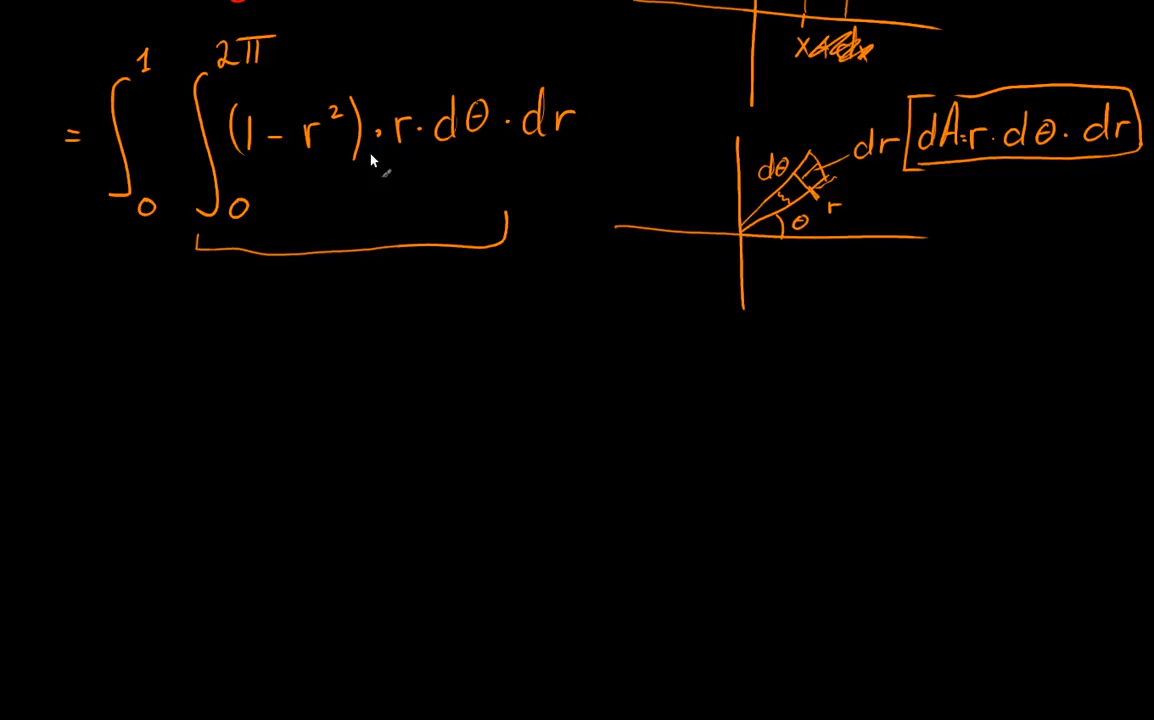 = ∫₀¹ ∫₀^{2π} (1 - r²) · r · dθ · dr
x
dA = r · dθ · dr
dr
dθ
r
θ